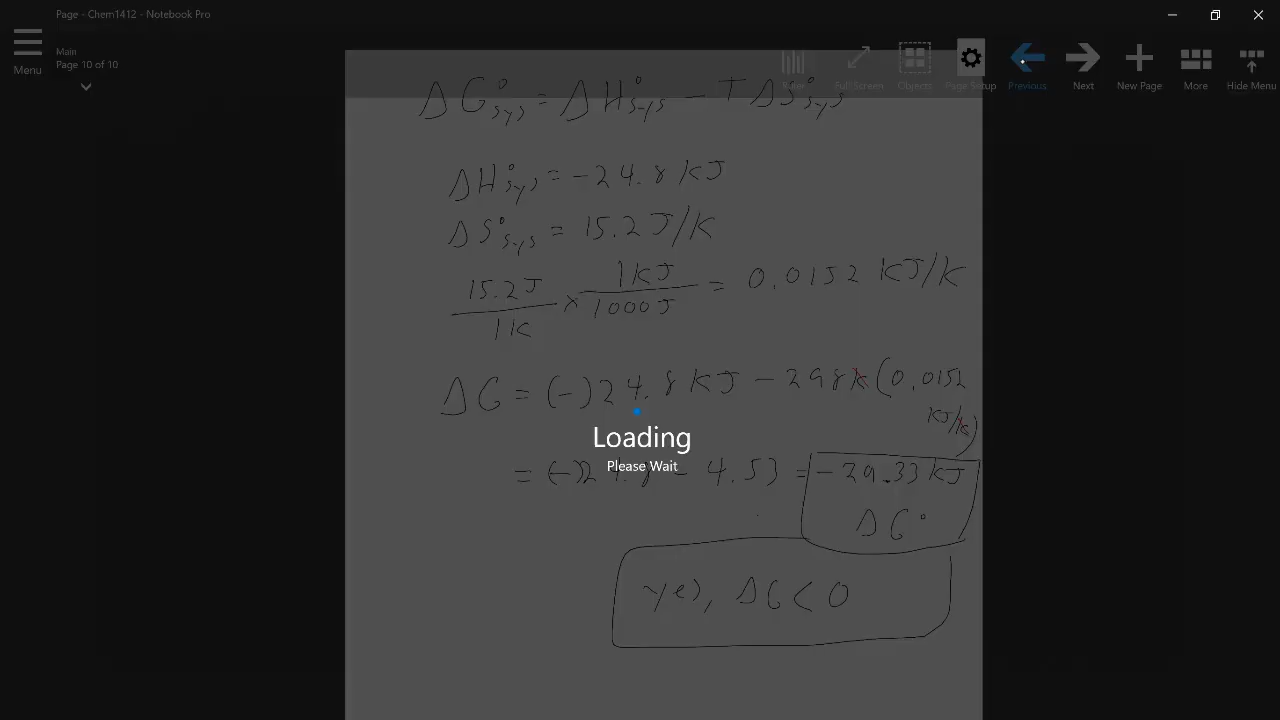 Page - Chem1412 - Notebook Pro
Menu
Main
Page 10 of 10
Ruler
Full Screen
Objects
Page Setup
Previous
Next
New Page
More
Hide Menu
ΔG°sys = ΔH°sys - TΔS°sys
ΔH°sys = -24.8 kJ
ΔS°sys = 15.2 J/K
15.2J/1K × 1KJ/1000J = 0.0152 KJ/K
ΔG = (-)24.8 KJ - 298K (0.0152
KJ/K)
Loading
Please Wait
= (-)24.8 - 4.53 = -29.33 kJ
ΔG°
yes, ΔG < 0